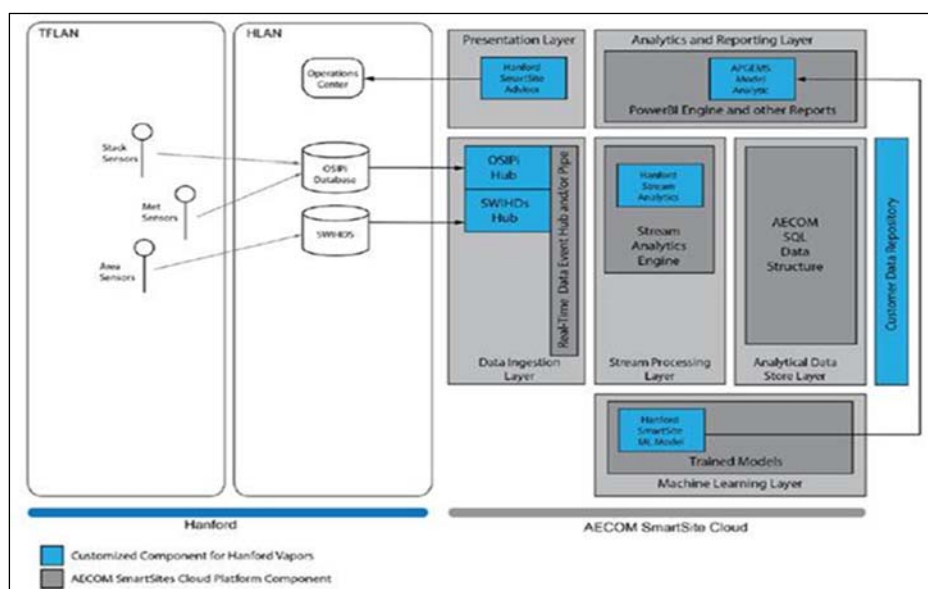 TFLAN
HLAN
Presentation Layer
Analytics and Reporting Layer
Operations
Center
Hanford
SmartSite
Advisor
APGEMS
Model
Analytic
PowerBI Engine and other Reports
Stack
Sensors
Met
Sensors
Area
Sensors
OSIPi
Database
SWIHDS
OSIPi
Hub
SWIHDs
Hub
Real-Time Data Event Hub and/or Pipe
Data Ingestion
Layer
Hanford
Stream
Analytics
Stream
Analytics
Engine
Stream Processing
Layer
AECOM
SQL
Data
Structure
Analytical Data
Store Layer
Customer Data Repository
Hanford
SmartSite
ML Model
Trained Models
Machine Learning Layer
Hanford
AECOM SmartSite Cloud
Customized Component for Hanford Vapors
AECOM SmartSites Cloud Platform Component